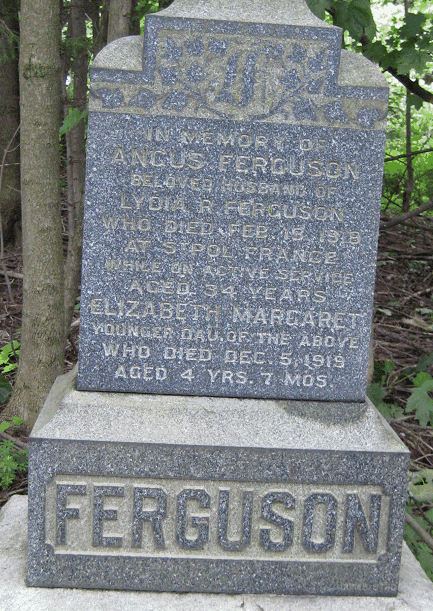 IN MEMORY OF
ANGUS FERGUSON
BELOVED HUSBAND OF
LYDIA R. FERGUSON
WHO DIED FEB. 15, 1918
AT ST. POL FRANCE
WHILE ON ACTIVE SERVICE
AGED 34 YEARS
ELIZABETH MARGARET
YOUNGER DAU. OF THE ABOVE
WHO DIED DEC. 5, 1919
AGED 4 YRS. 7 MOS.
FERGUSON